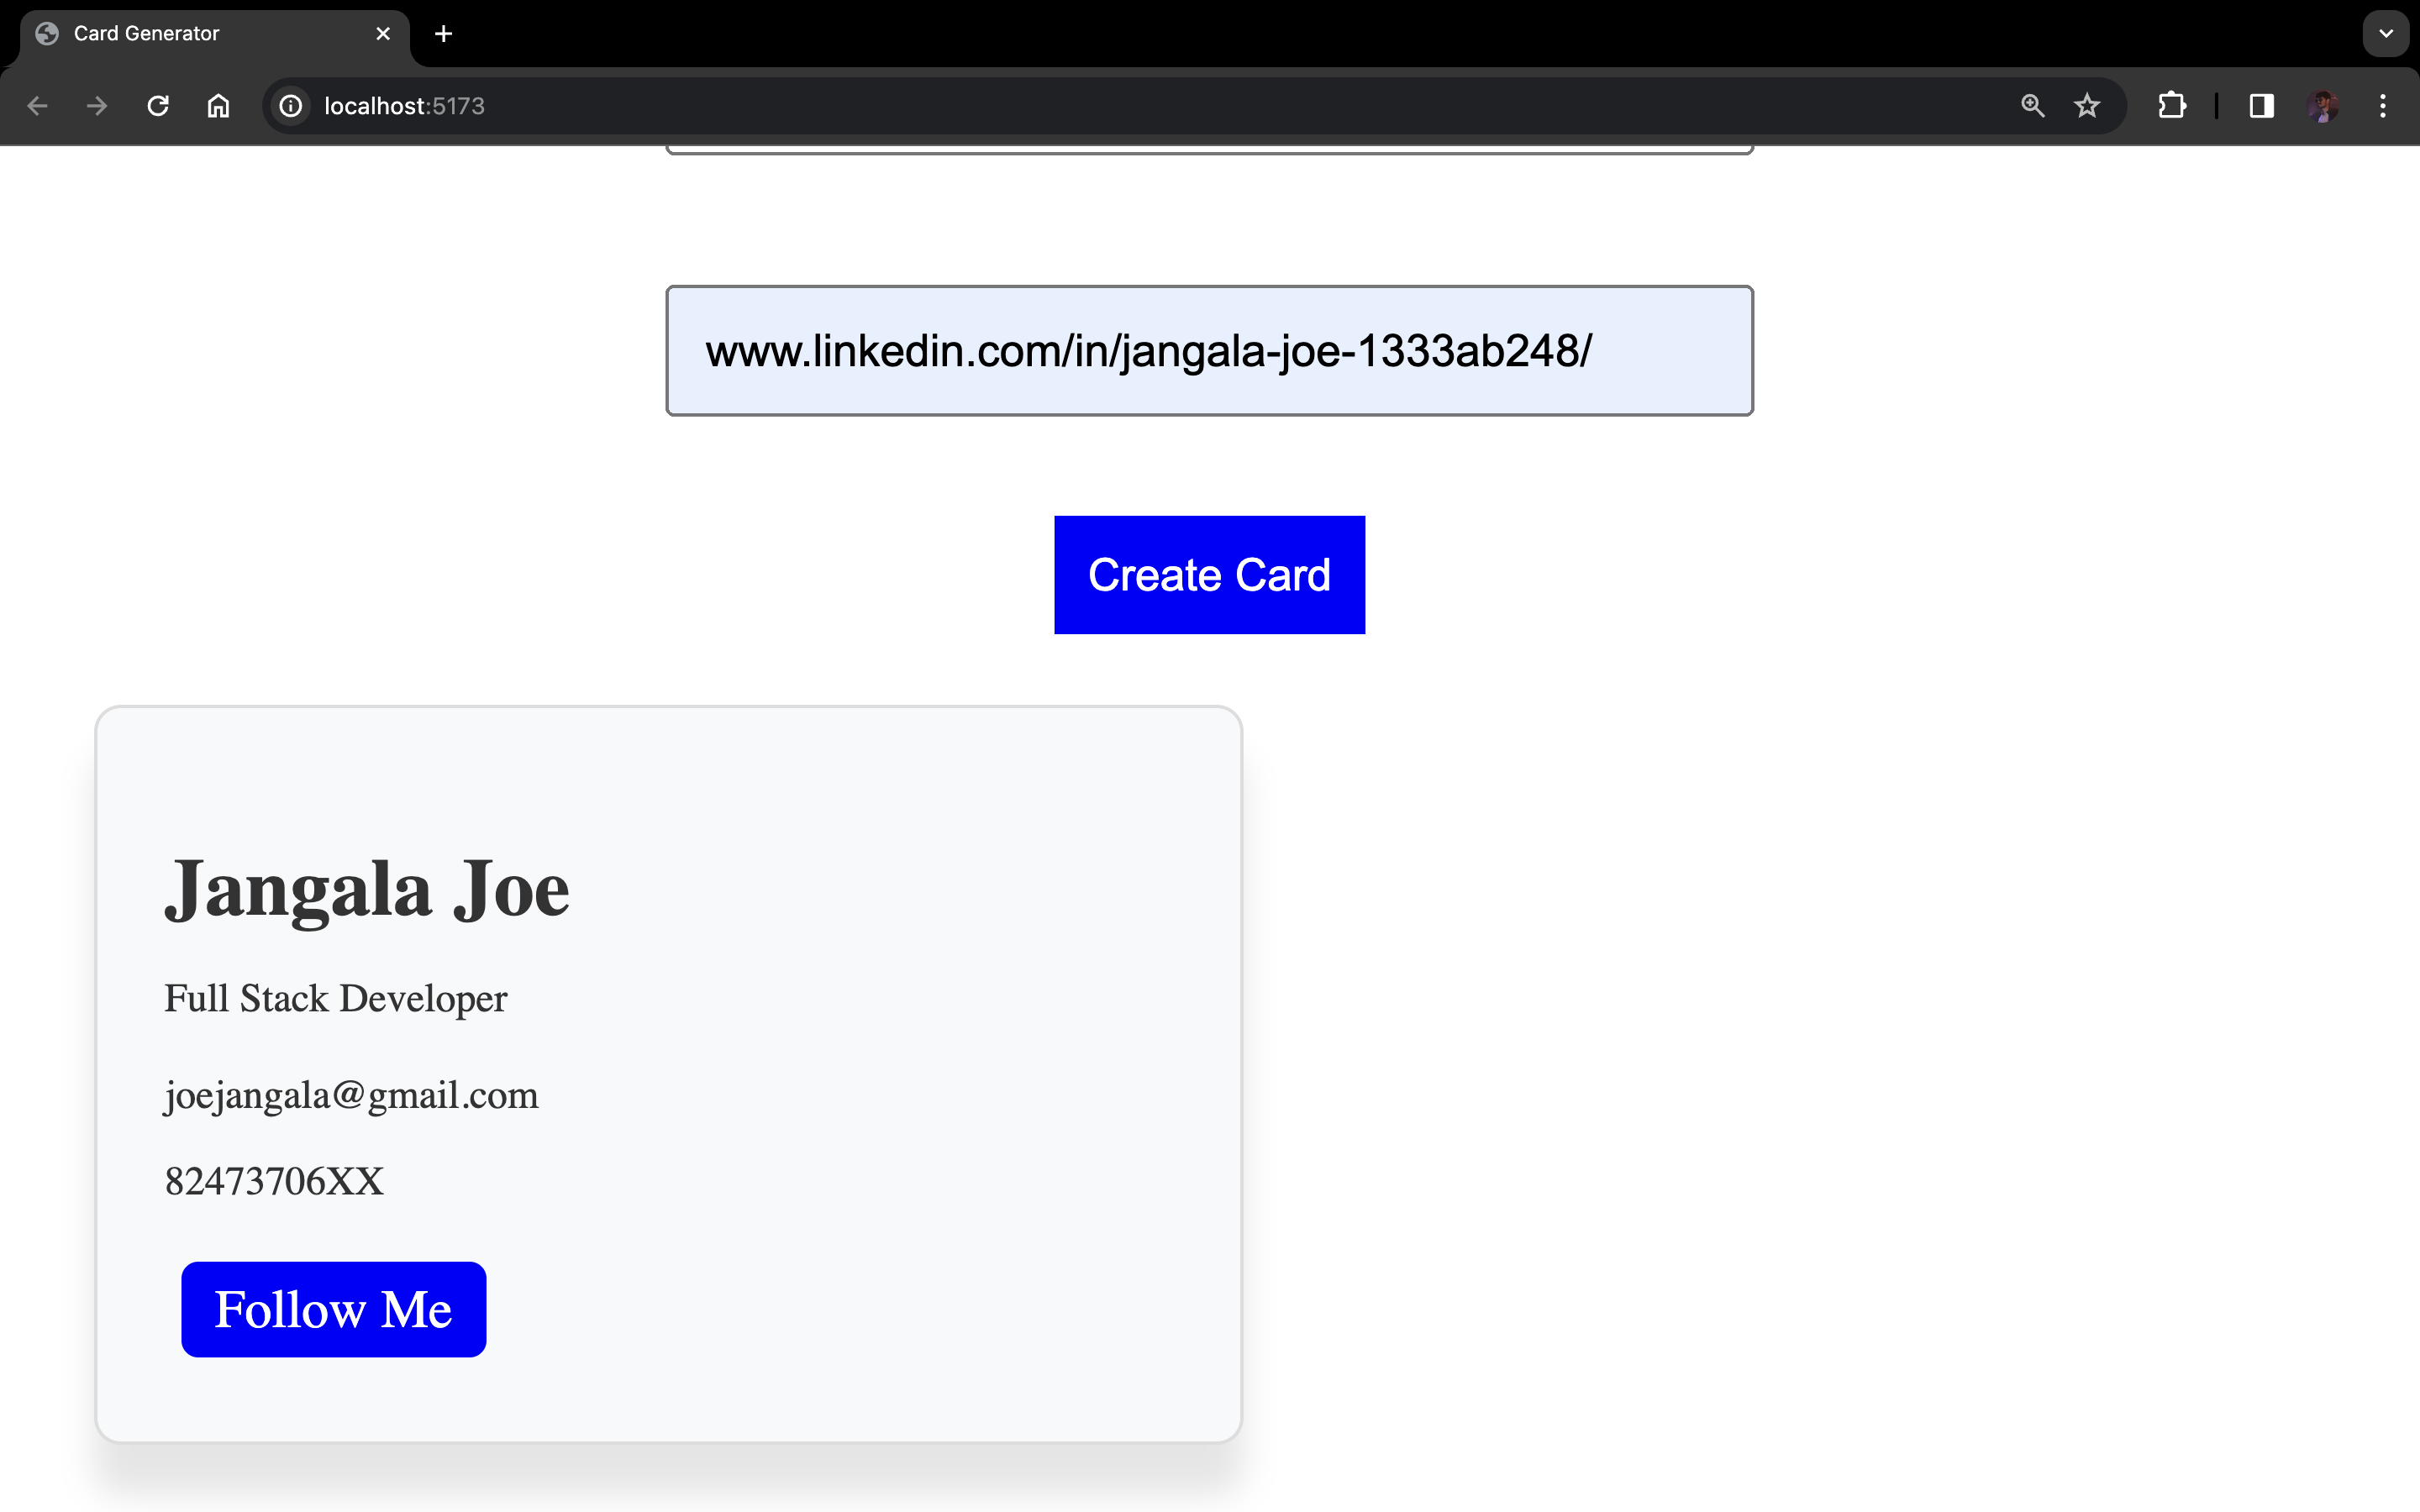 Card Generator
localhost:5173
www.linkedin.com/in/jangala-joe-1333ab248/
Create Card
Jangala Joe
Full Stack Developer
joejangala@gmail.com
82473706XX
Follow Me